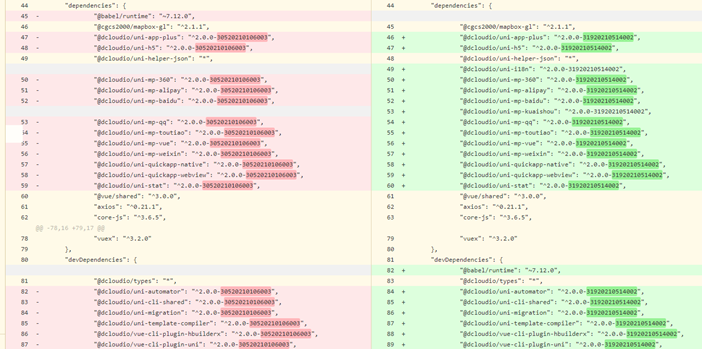 44 "dependencies": {
45 - "@babel/runtime": "~7.12.0",
46 "@cgcs2000/mapbox-gl": "^2.1.1",
47 - "@dcloudio/uni-app-plus": "^2.0.0-30520210106003",
48 - "@dcloudio/uni-h5": "^2.0.0-30520210106003",
49 "@dcloudio/uni-helper-json": "*",
50 - "@dcloudio/uni-mp-360": "^2.0.0-30520210106003",
51 - "@dcloudio/uni-mp-alipay": "^2.0.0-30520210106003",
52 - "@dcloudio/uni-mp-baidu": "^2.0.0-30520210106003",
53 - "@dcloudio/uni-mp-qq": "^2.0.0-30520210106003",
54 - "@dcloudio/uni-mp-toutiao": "^2.0.0-30520210106003",
55 - "@dcloudio/uni-mp-vue": "^2.0.0-30520210106003",
56 - "@dcloudio/uni-mp-weixin": "^2.0.0-30520210106003",
57 - "@dcloudio/uni-quickapp-native": "^2.0.0-30520210106003",
58 - "@dcloudio/uni-quickapp-webview": "^2.0.0-30520210106003",
59 - "@dcloudio/uni-stat": "^2.0.0-30520210106003",
60 "@vue/shared": "^3.0.0",
61 "axios": "^0.21.1",
62 "core-js": "^3.6.5",
@@ -78,16 +79,17 @@
78 "vuex": "^3.2.0"
79 },
80 "devDependencies": {
81 "@dcloudio/types": "*",
82 - "@dcloudio/uni-automator": "^2.0.0-30520210106003",
83 - "@dcloudio/uni-cli-shared": "^2.0.0-30520210106003",
84 - "@dcloudio/uni-migration": "^2.0.0-30520210106003",
85 - "@dcloudio/uni-template-compiler": "^2.0.0-30520210106003",
86 - "@dcloudio/vue-cli-plugin-hbuilderx": "^2.0.0-30520210106003",
87 - "@dcloudio/vue-cli-plugin-uni": "^2.0.0-30520210106003",
44 "dependencies": {
45 "@cgcs2000/mapbox-gl": "^2.1.1",
46 + "@dcloudio/uni-app-plus": "^2.0.0-31920210514002",
47 + "@dcloudio/uni-h5": "^2.0.0-31920210514002",
48 "@dcloudio/uni-helper-json": "*",
49 + "@dcloudio/uni-i18n": "^2.0.0-31920210514002",
50 + "@dcloudio/uni-mp-360": "^2.0.0-31920210514002",
51 + "@dcloudio/uni-mp-alipay": "^2.0.0-31920210514002",
52 + "@dcloudio/uni-mp-baidu": "^2.0.0-31920210514002",
53 + "@dcloudio/uni-mp-kuaishou": "^2.0.0-31920210514002",
54 + "@dcloudio/uni-mp-qq": "^2.0.0-31920210514002",
55 + "@dcloudio/uni-mp-toutiao": "^2.0.0-31920210514002",
56 + "@dcloudio/uni-mp-vue": "^2.0.0-31920210514002",
57 + "@dcloudio/uni-mp-weixin": "^2.0.0-31920210514002",
58 + "@dcloudio/uni-quickapp-native": "^2.0.0-31920210514002",
59 + "@dcloudio/uni-quickapp-webview": "^2.0.0-31920210514002",
60 + "@dcloudio/uni-stat": "^2.0.0-31920210514002",
61 "@vue/shared": "^3.0.0",
62 "axios": "^0.21.1",
63 "core-js": "^3.6.5",
79 "vuex": "^3.2.0"
80 },
81 "devDependencies": {
82 + "@babel/runtime": "~7.12.0",
83 "@dcloudio/types": "*",
84 + "@dcloudio/uni-automator": "^2.0.0-31920210514002",
85 + "@dcloudio/uni-cli-shared": "^2.0.0-31920210514002",
86 + "@dcloudio/uni-migration": "^2.0.0-31920210514002",
87 + "@dcloudio/uni-template-compiler": "^2.0.0-31920210514002",
88 + "@dcloudio/vue-cli-plugin-hbuilderx": "^2.0.0-31920210514002",
89 + "@dcloudio/vue-cli-plugin-uni": "^2.0.0-31920210514002",